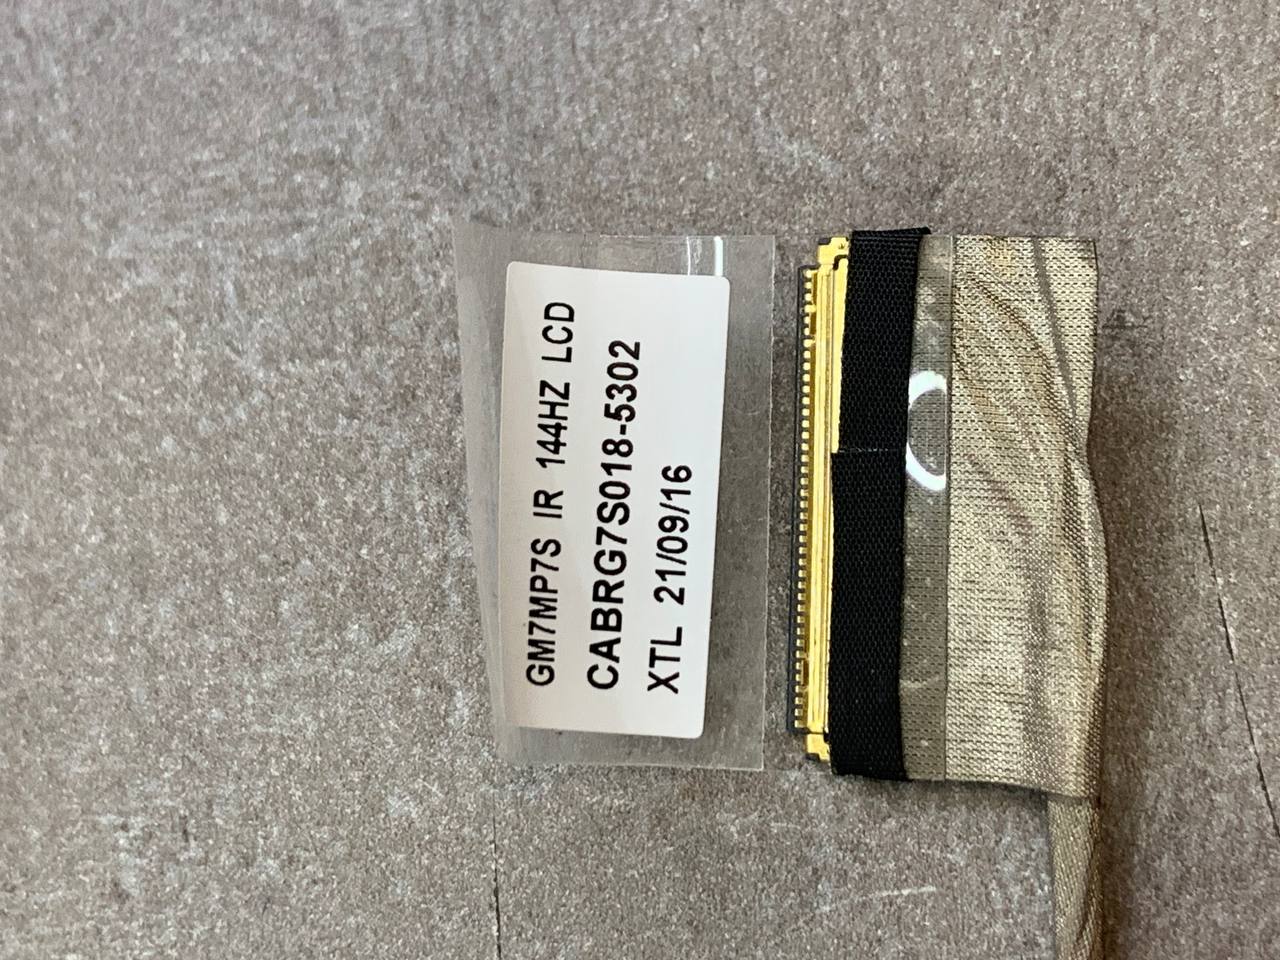 GM7MP7S IR 144HZ LCD
CABRG7S018-5302
XTL 21/09/16